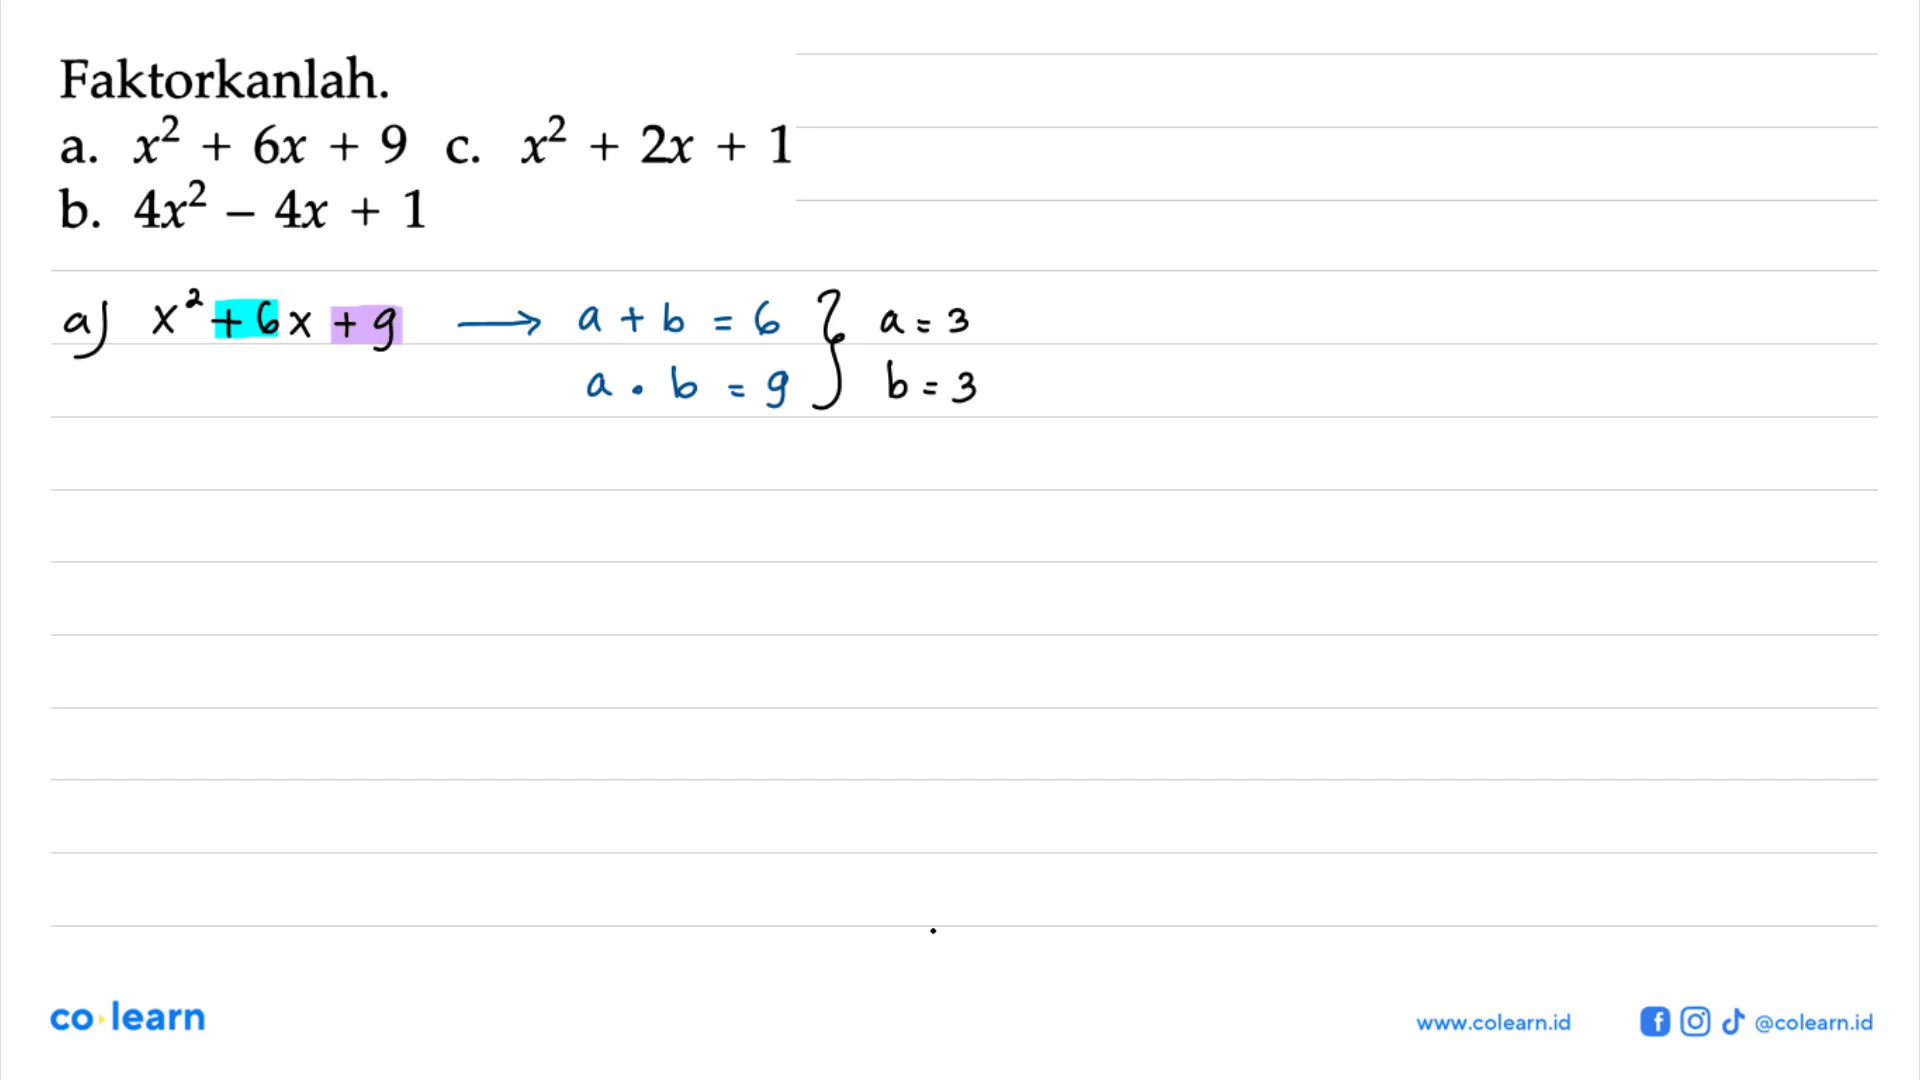 Faktorkanlah.
a. x² + 6x + 9 c. x² + 2x + 1
b. 4x² – 4x + 1
a) x² + 6x + 9 ⟶ a + b = 6 } a = 3
a · b = 9 b = 3
co learn
www.colearn.id @colearn.id